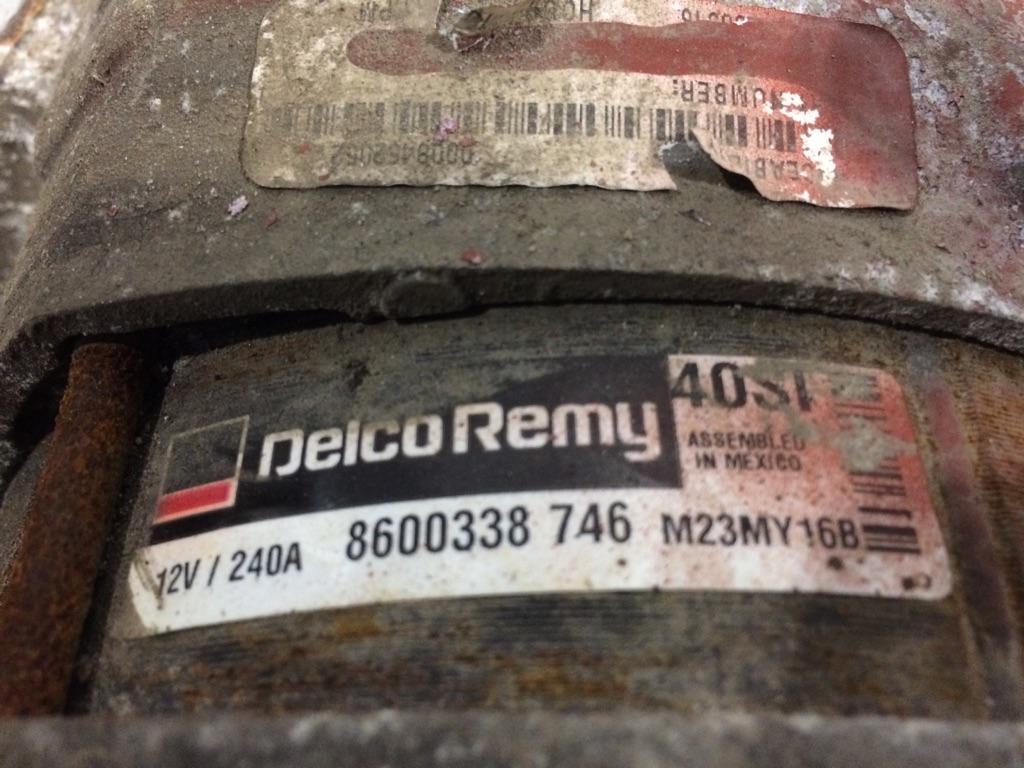 NUMBER:
Delco Remy
40SI
ASSEMBLED
IN MEXICO
12V / 240A
8600338 746
M23MY16B